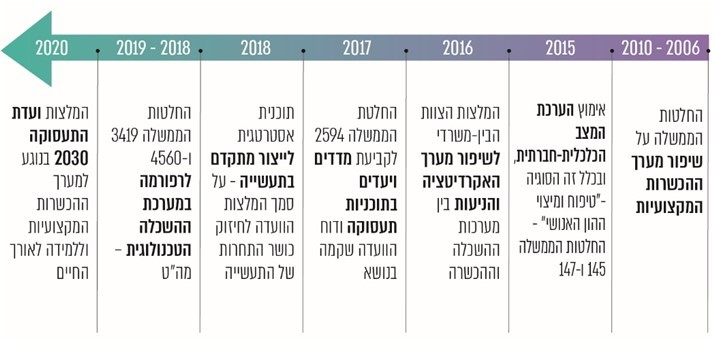 2010 - 2006
החלטות
הממשלה על
שיפור מערך
ההכשרות
המקצועיות
2015
אימוץ הערכת
המצב
הכלכלית-חברתית,
ובכלל זה הסוגיה
-"טיפוח ומיצוי
ההון האנושי" -
החלטות הממשלה
145 ו-147
2016
המלצות הצוות
הבין-משרדי
לשיפור מערך
האקרדיטציה
והניעות בין
מערכות
ההשכלה
וההכשרה
2017
החלטת
הממשלה 2594
לקביעת מדדים
ויעדים
בתוכניות
תעסוקה ודוח
הוועדה שקמה
בנושא
2018
תוכנית
אסטרטגית
לייצור מתקדם
בתעשייה - על
סמך המלצות
הוועדה לחיזוק
כושר התחרות
של התעשייה
2019 - 2018
החלטות
הממשלה 3419
ו-4560
לרפורמה
במערכת
ההשכלה
הטכנולוגית –
מה"ט
2020
המלצות ועדת
התעסוקה
2030 בנוגע
למערך
ההכשרות
המקצועיות
וללמידה לאורך
החיים